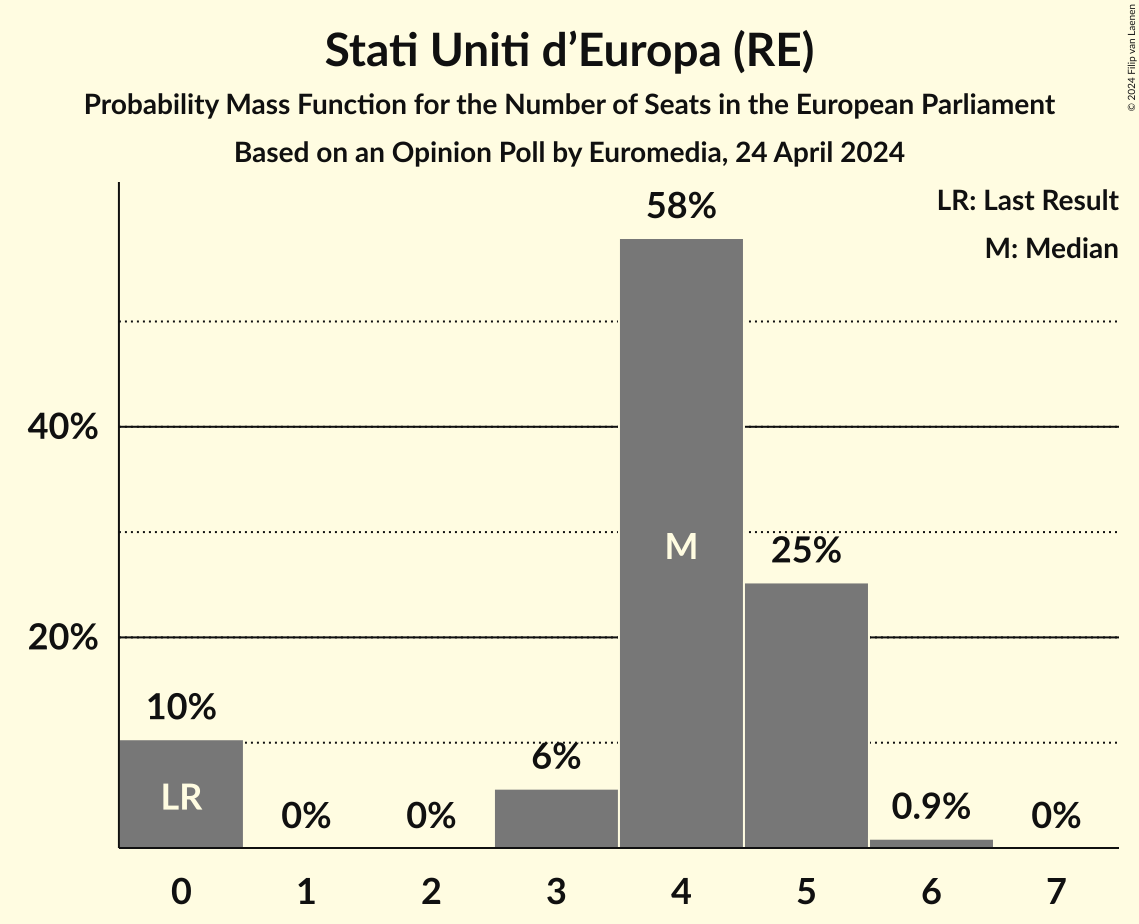 Stati Uniti d’Europa (RE)
Probability Mass Function for the Number of Seats in the European Parliament
Based on an Opinion Poll by Euromedia, 24 April 2024
© 2024 Filip van Laenen
LR: Last Result
M: Median
58%
40%
M
25%
20%
10%
6%
LR
0%
0%
0.9%
0%
0 1 2 3 4 5 6 7